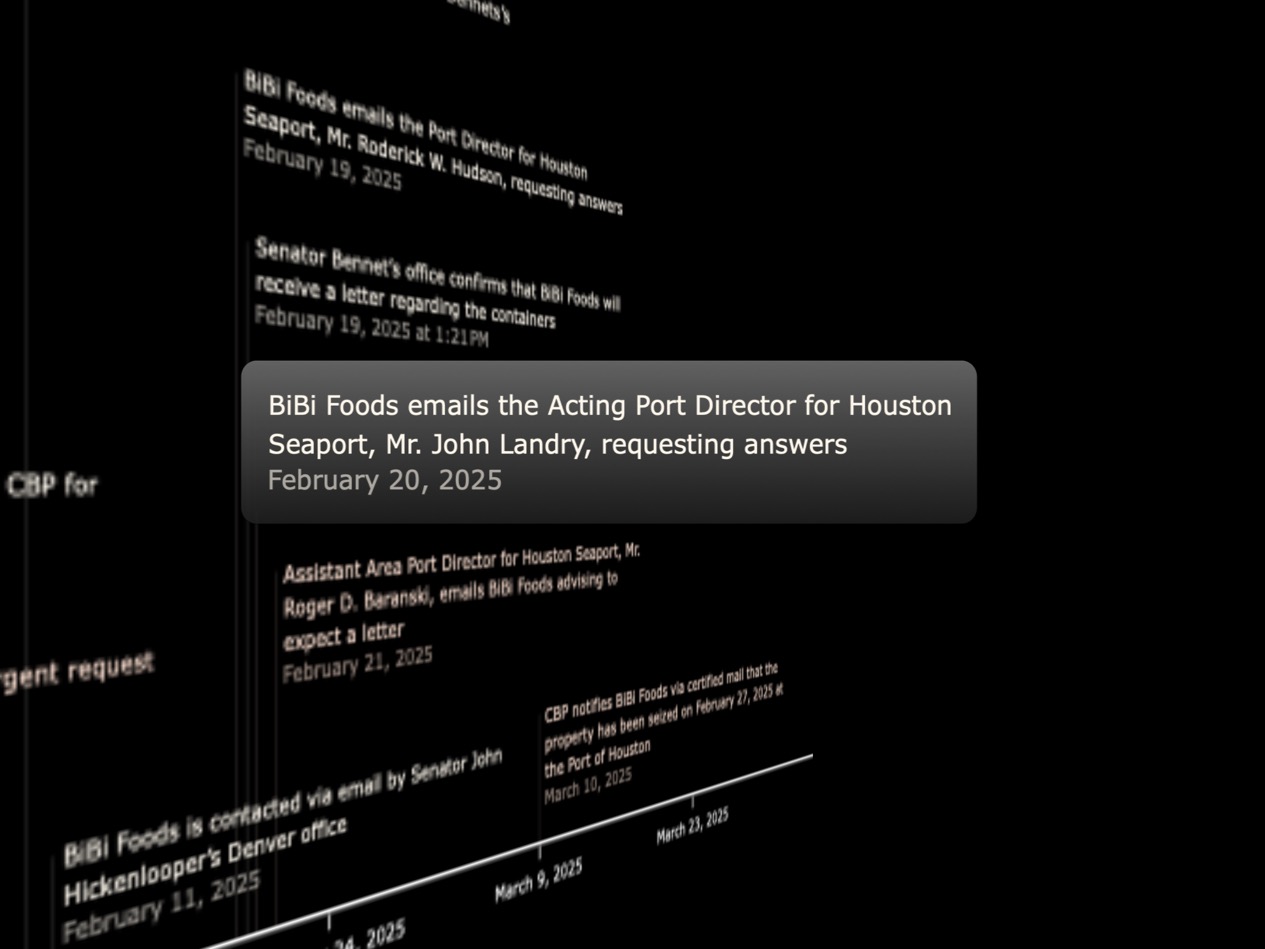 BiBi Foods emails the Port Director for Houston
Seaport, Mr. Roderick W. Hudson, requesting answers
February 19, 2025
Senator Bennet's office confirms that BiBi Foods will
receive a letter regarding the containers
February 19, 2025 at 1:21PM
BiBi Foods emails the Acting Port Director for Houston
Seaport, Mr. John Landry, requesting answers
February 20, 2025
CBP for
Assistant Area Port Director for Houston Seaport, Mr.
Roger D. Baranski, emails BiBi Foods advising to
expect a letter
February 21, 2025
request
CBP notifies BiBi Foods via certified mail that the
property has been seized on February 27, 2025 at
the Port of Houston
March 10, 2025
BiBi Foods is contacted via email by Senator John
Hickenlooper's Denver office
February 11, 2025
March 23, 2025
March 9, 2025
2025